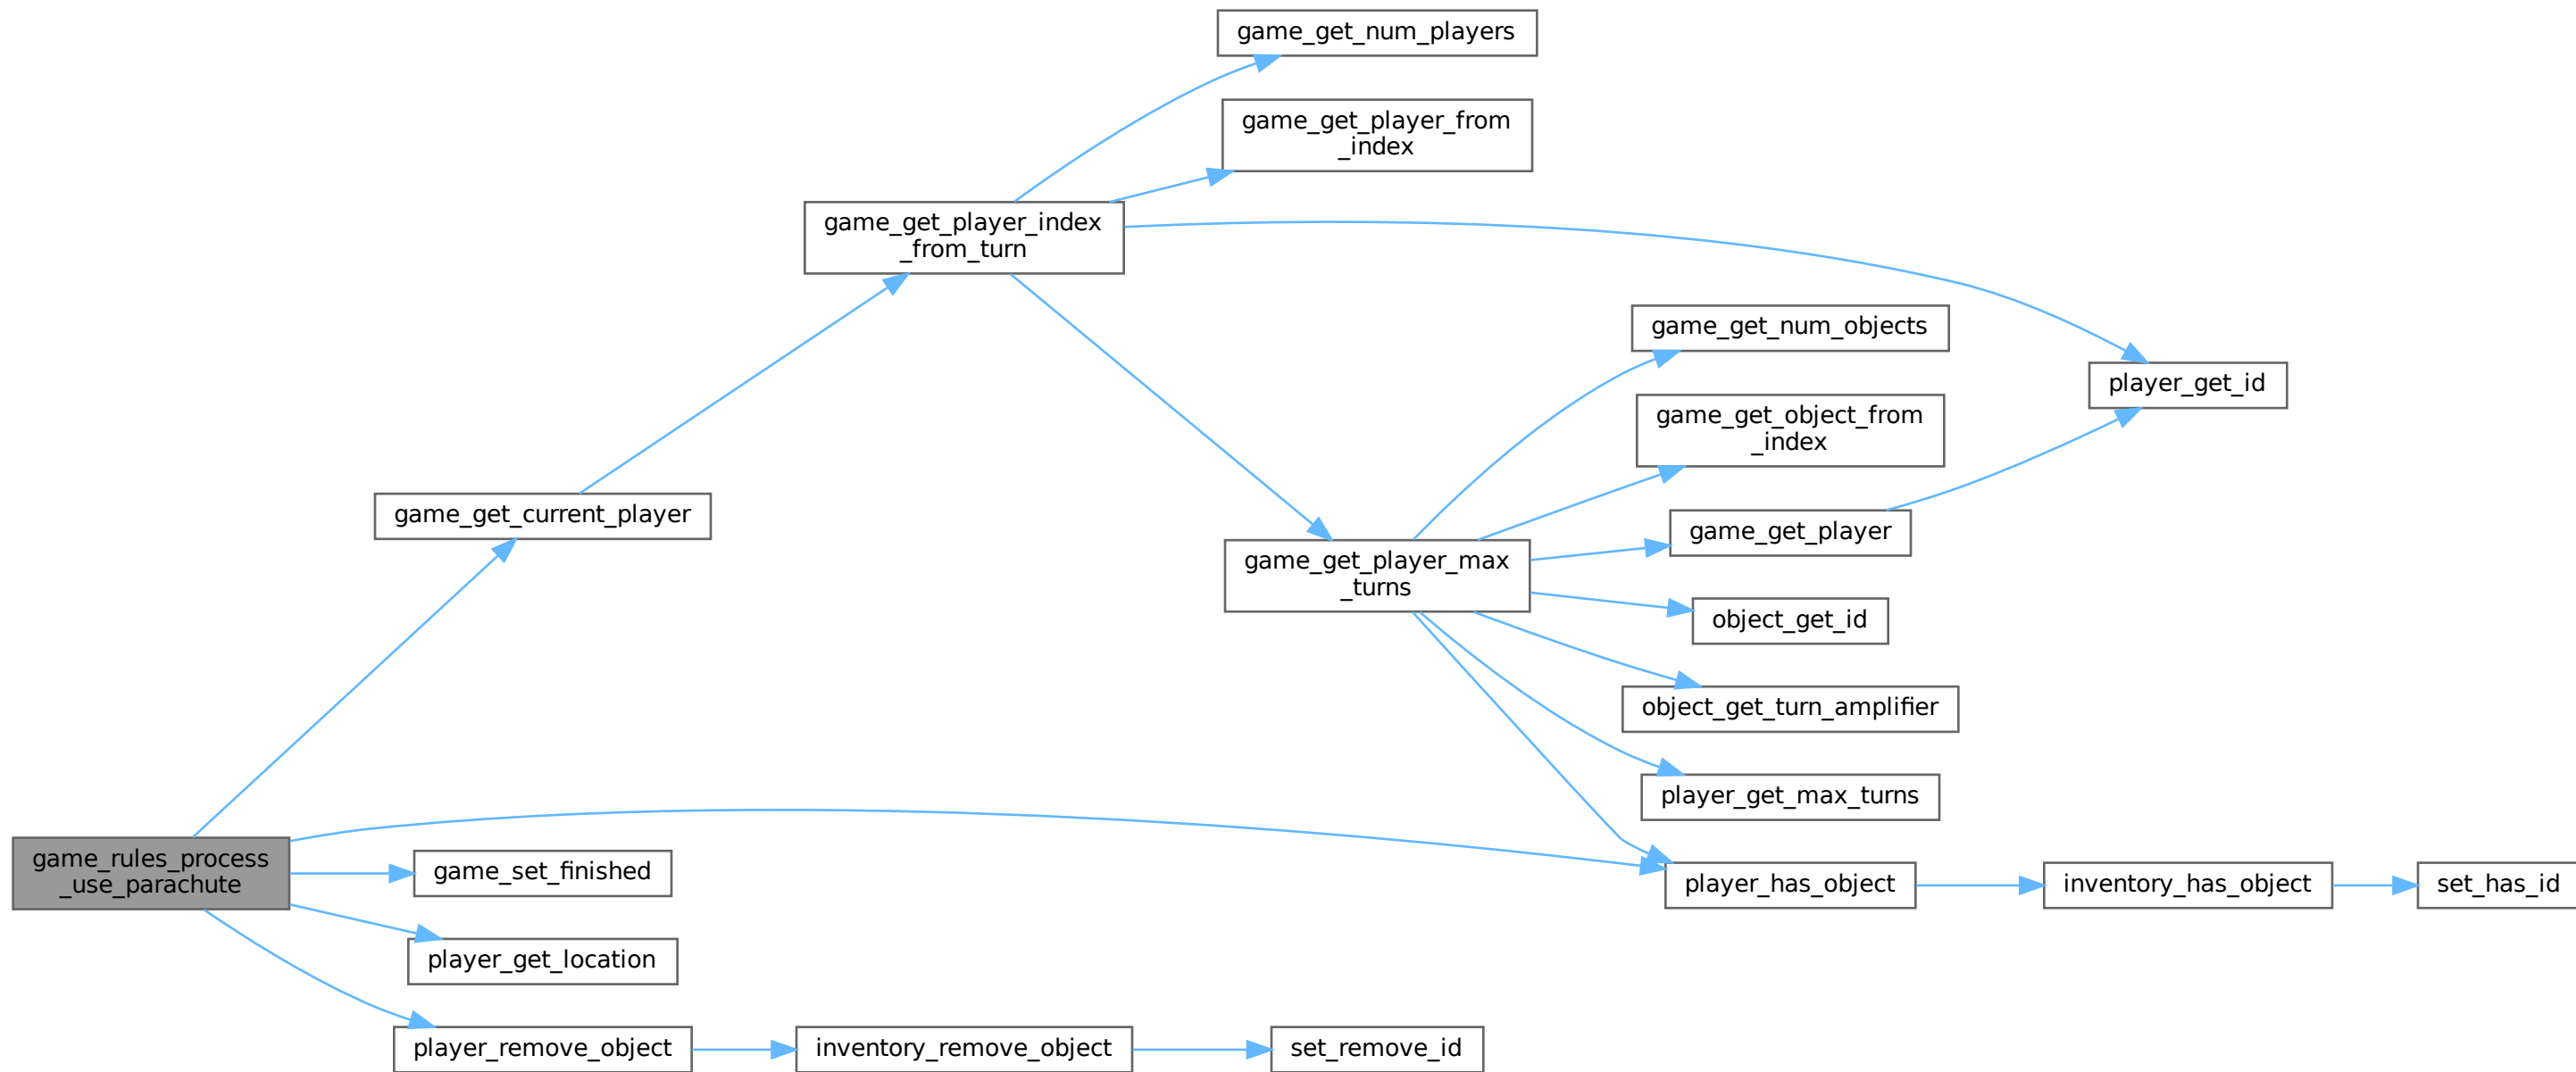 game_get_num_players
game_get_player_from
_index
game_get_player_index
_from_turn
game_get_num_objects
player_get_id
game_get_object_from
_index
game_get_current_player
game_get_player
game_get_player_max
_turns
object_get_id
object_get_turn_amplifier
player_get_max_turns
game_rules_process
_use_parachute
game_set_finished
player_has_object
inventory_has_object
set_has_id
player_get_location
player_remove_object
inventory_remove_object
set_remove_id